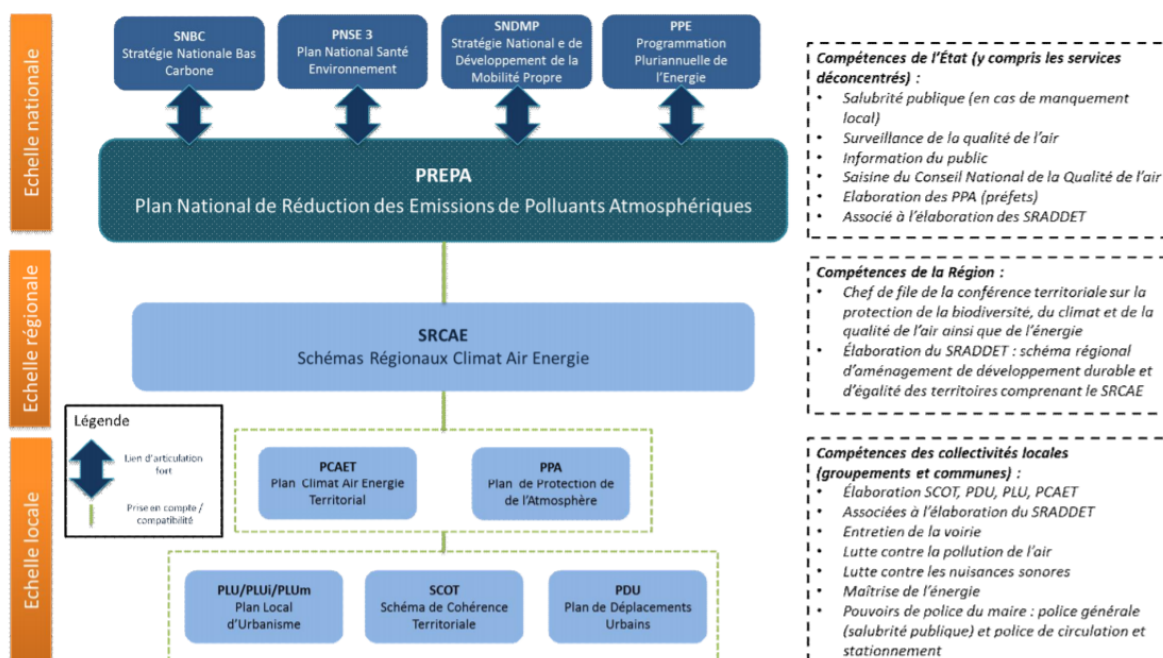 Echelle nationale
SNBC
Stratégie Nationale Bas
Carbone
PNSE 3
Plan National Santé
Environnement
SNDMP
Stratégie National e de
Développement de la
Mobilité Propre
PPE
Programmation
Pluriannuelle de
l’Energie
PREPA
Plan National de Réduction des Emissions de Polluants Atmosphériques
Compétences de l’État (y compris les services
déconcentrés) :
• Salubrité publique (en cas de manquement
local)
• Surveillance de la qualité de l’air
• Information du public
• Saisine du Conseil National de la Qualité de l’air
• Elaboration des PPA (préfets)
• Associé à l’élaboration des SRADDET
Echelle régionale
SRCAE
Schémas Régionaux Climat Air Energie
Compétences de la Région :
• Chef de file de la conférence territoriale sur la
protection de la biodiversité, du climat et de la
qualité de l’air ainsi que de l’énergie
• Élaboration du SRADDET : schéma régional
d’aménagement de développement durable et
d’égalité des territoires comprenant le SRCAE
Légende
Lien d’articulation
fort
Prise en compte /
compatibilité
Echelle locale
PCAET
Plan Climat Air Energie
Territorial
PPA
Plan de Protection de
de l’Atmosphère
PLU/PLUi/PLUm
Plan Local
d’Urbanisme
SCOT
Schéma de Cohérence
Territoriale
PDU
Plan de Déplacements
Urbains
Compétences des collectivités locales
(groupements et communes) :
• Élaboration SCOT, PDU, PLU, PCAET
• Associées à l’élaboration du SRADDET
• Entretien de la voirie
• Lutte contre la pollution de l’air
• Lutte contre les nuisances sonores
• Maîtrise de l’énergie
• Pouvoirs de police du maire : police générale
(salubrité publique) et police de circulation et
stationnement